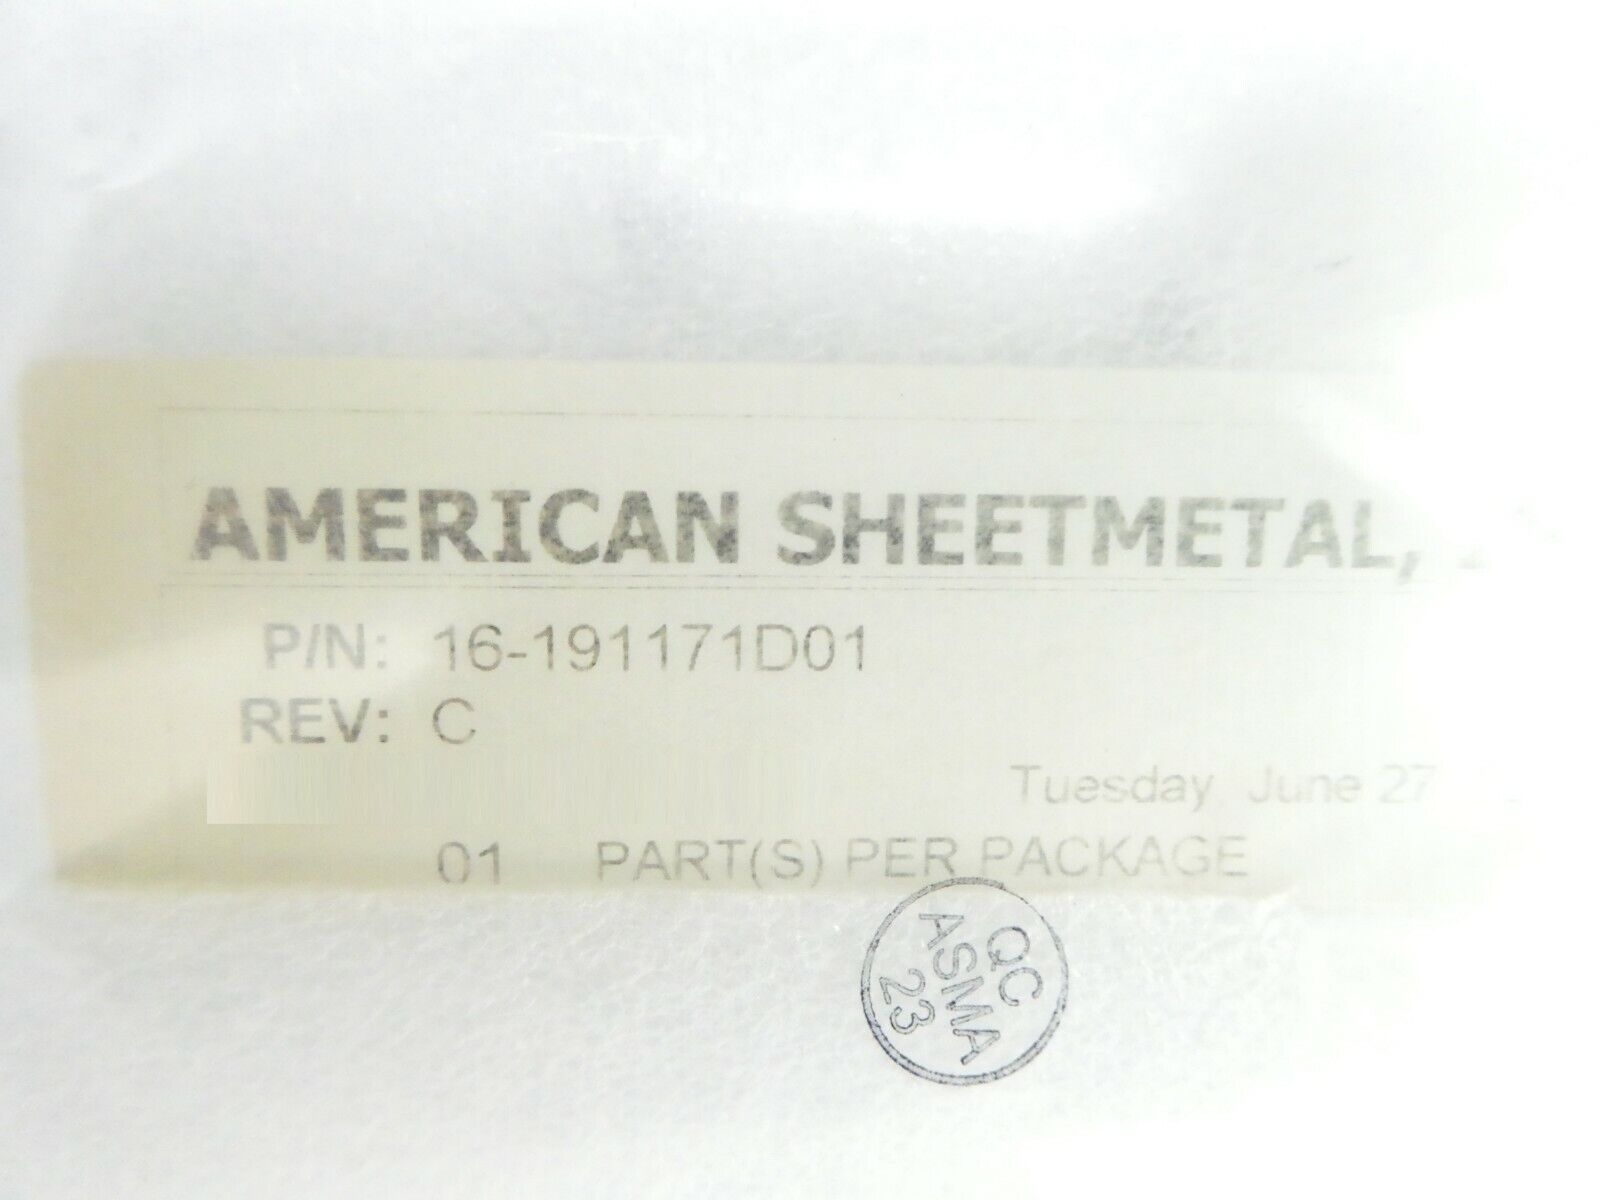 AMERICAN SHEETMETAL,
P/N: 16-191171D01
REV: C
Tuesday June 27
01 PART(S) PER PACKAGE
QC
ASMA
23